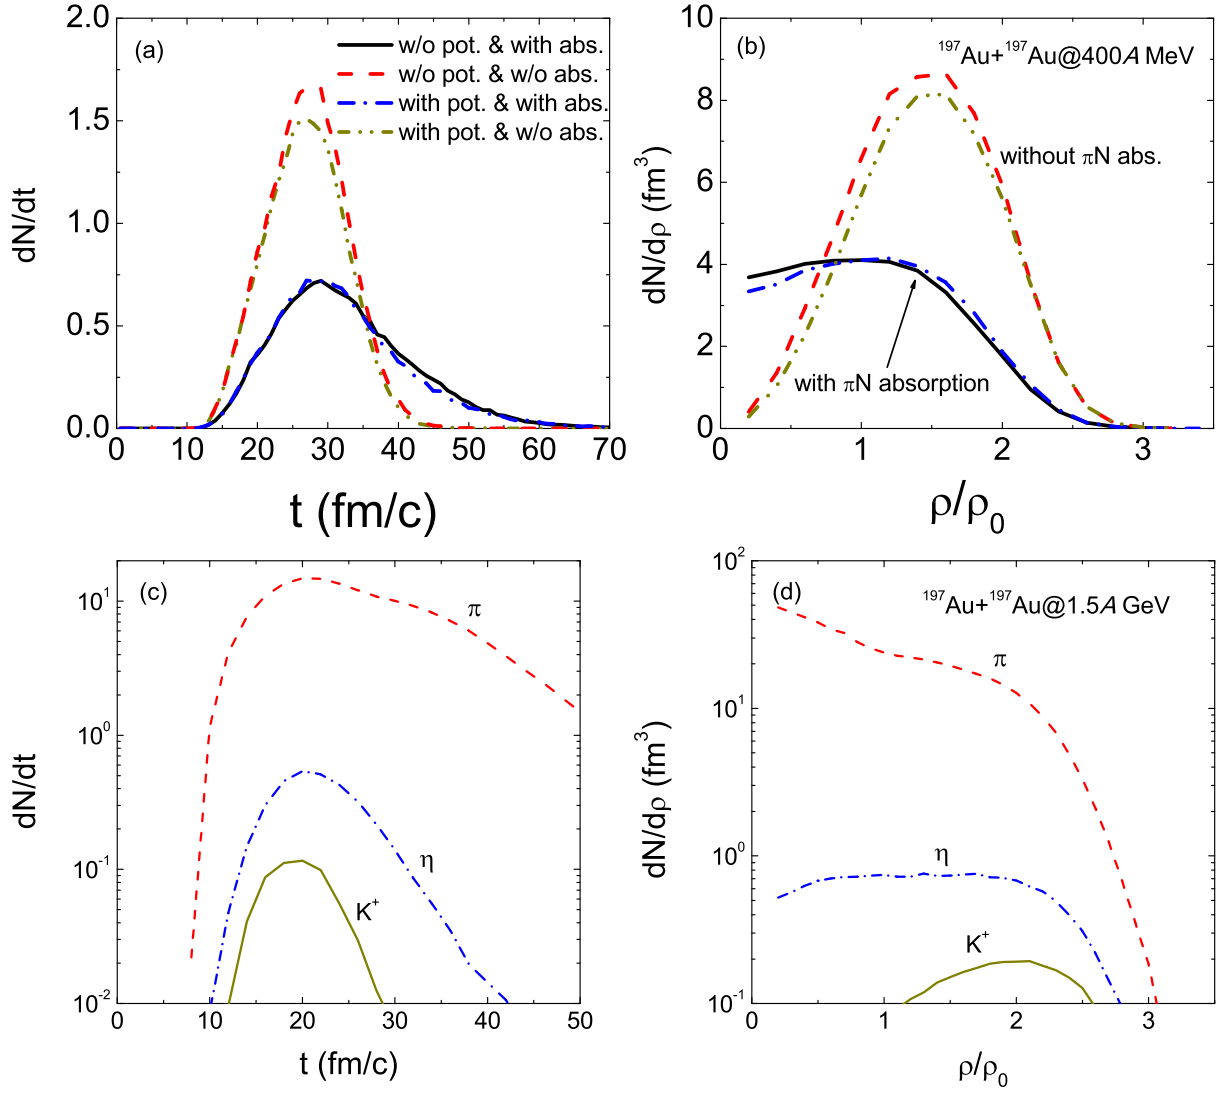 (a)
w/o pot. & with abs.
w/o pot. & w/o abs.
with pot. & with abs.
with pot. & w/o abs.
2.0
1.5
1.0
0.5
0.0
dN/dt
0 10 20 30 40 50 60 70
t (fm/c)
(b)
¹⁹⁷Au+¹⁹⁷Au@400A MeV
without πN abs.
with πN absorption
10
8
6
4
2
0
dN/dρ (fm³)
0 1 2 3
ρ/ρ₀
(c)
π
η
K⁺
10¹
10⁰
10⁻¹
10⁻²
dN/dt
0 10 20 30 40 50
t (fm/c)
(d)
¹⁹⁷Au+¹⁹⁷Au@1.5A GeV
π
η
K⁺
10²
10¹
10⁰
10⁻¹
dN/dρ (fm³)
0 1 2 3
ρ/ρ₀